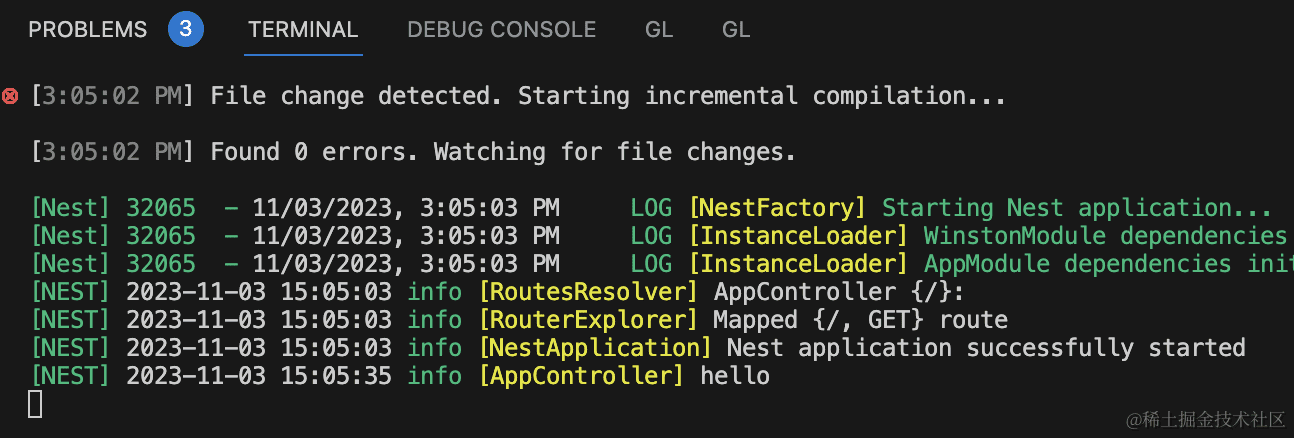 PROBLEMS 3 TERMINAL DEBUG CONSOLE GL GL
[3:05:02 PM] File change detected. Starting incremental compilation...
[3:05:02 PM] Found 0 errors. Watching for file changes.
[Nest] 32065  - 11/03/2023, 3:05:03 PM     LOG [NestFactory] Starting Nest application...
[Nest] 32065  - 11/03/2023, 3:05:03 PM     LOG [InstanceLoader] WinstonModule dependencies
[Nest] 32065  - 11/03/2023, 3:05:03 PM     LOG [InstanceLoader] AppModule dependencies init
[NEST] 2023-11-03 15:05:03 info [RoutesResolver] AppController {/}:
[NEST] 2023-11-03 15:05:03 info [RouterExplorer] Mapped {/, GET} route
[NEST] 2023-11-03 15:05:03 info [NestApplication] Nest application successfully started
[NEST] 2023-11-03 15:05:35 info [AppController] hello
@稀土掘金技术社区